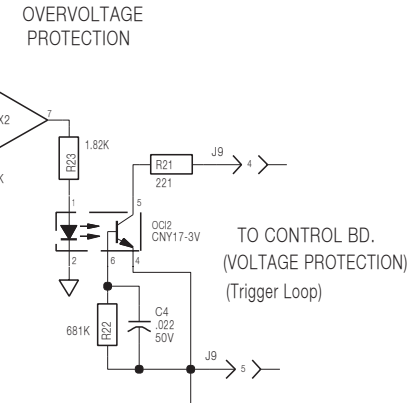 OVERVOLTAGE
PROTECTION
X2
7
1.82K
R23
K
J9
R21
4
221
1
5
OCI2
CNY17-3V
TO CONTROL BD.
(VOLTAGE PROTECTION)
(Trigger Loop)
2
6
4
C4
.022
50V
681K
R22
J9
5